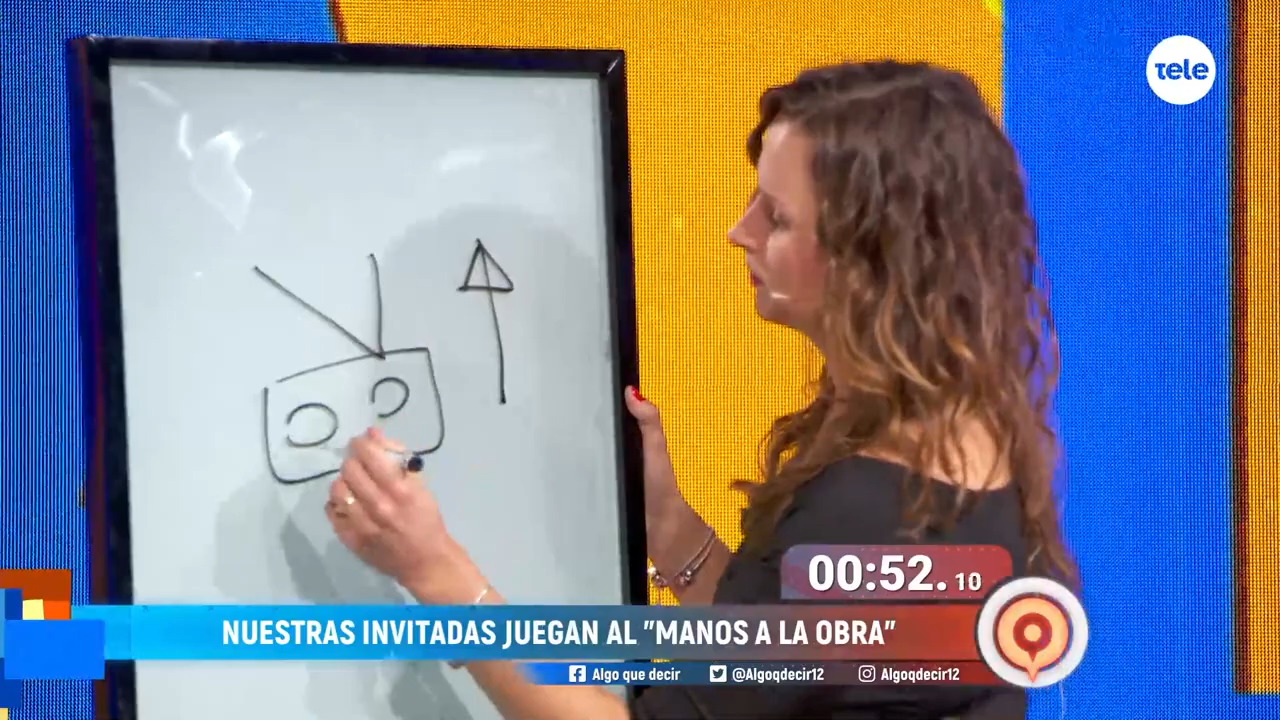 tele
00:52.10
NUESTRAS INVITADAS JUEGAN AL "MANOS A LA OBRA"
Algo que decir @Algoqdecir12 Algoqdecir12